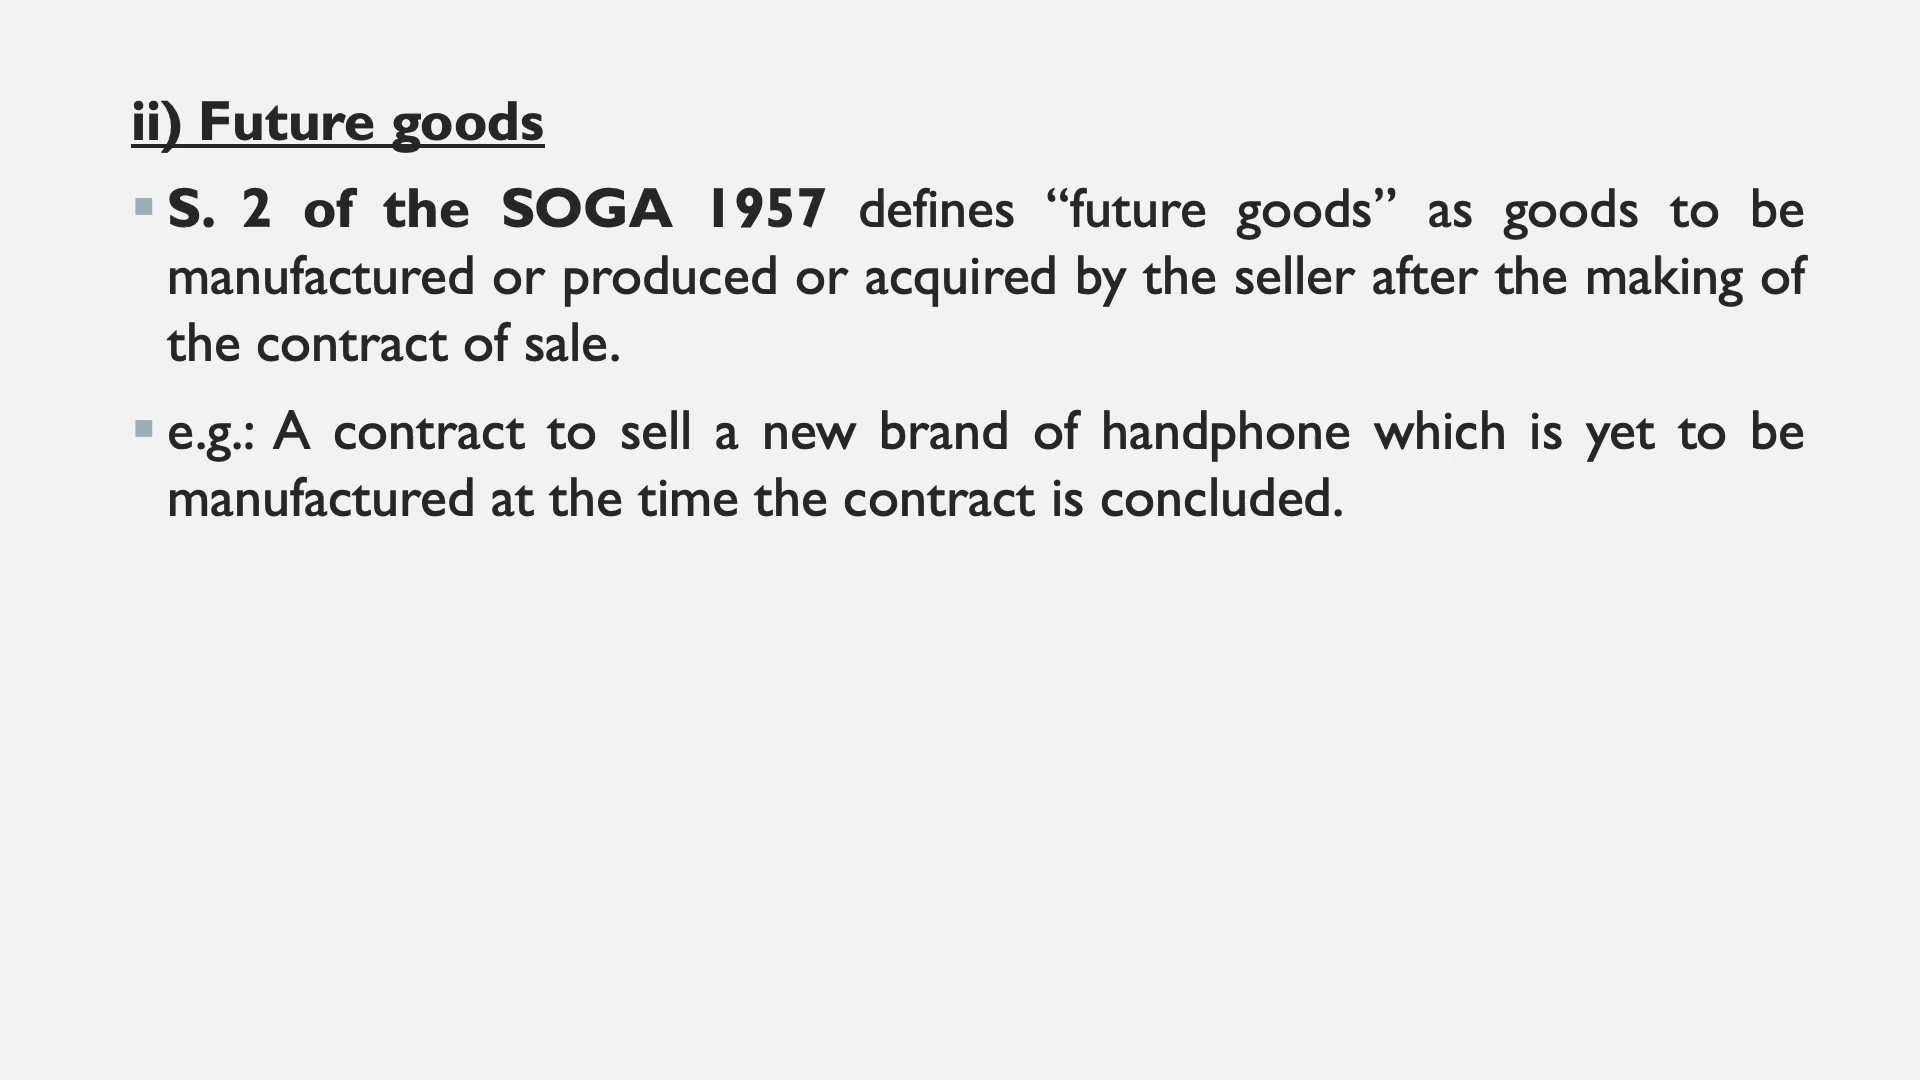 ii) Future goods
▪ S. 2 of the SOGA 1957 defines “future goods” as goods to be
manufactured or produced or acquired by the seller after the making of
the contract of sale.
▪ e.g.: A contract to sell a new brand of handphone which is yet to be
manufactured at the time the contract is concluded.